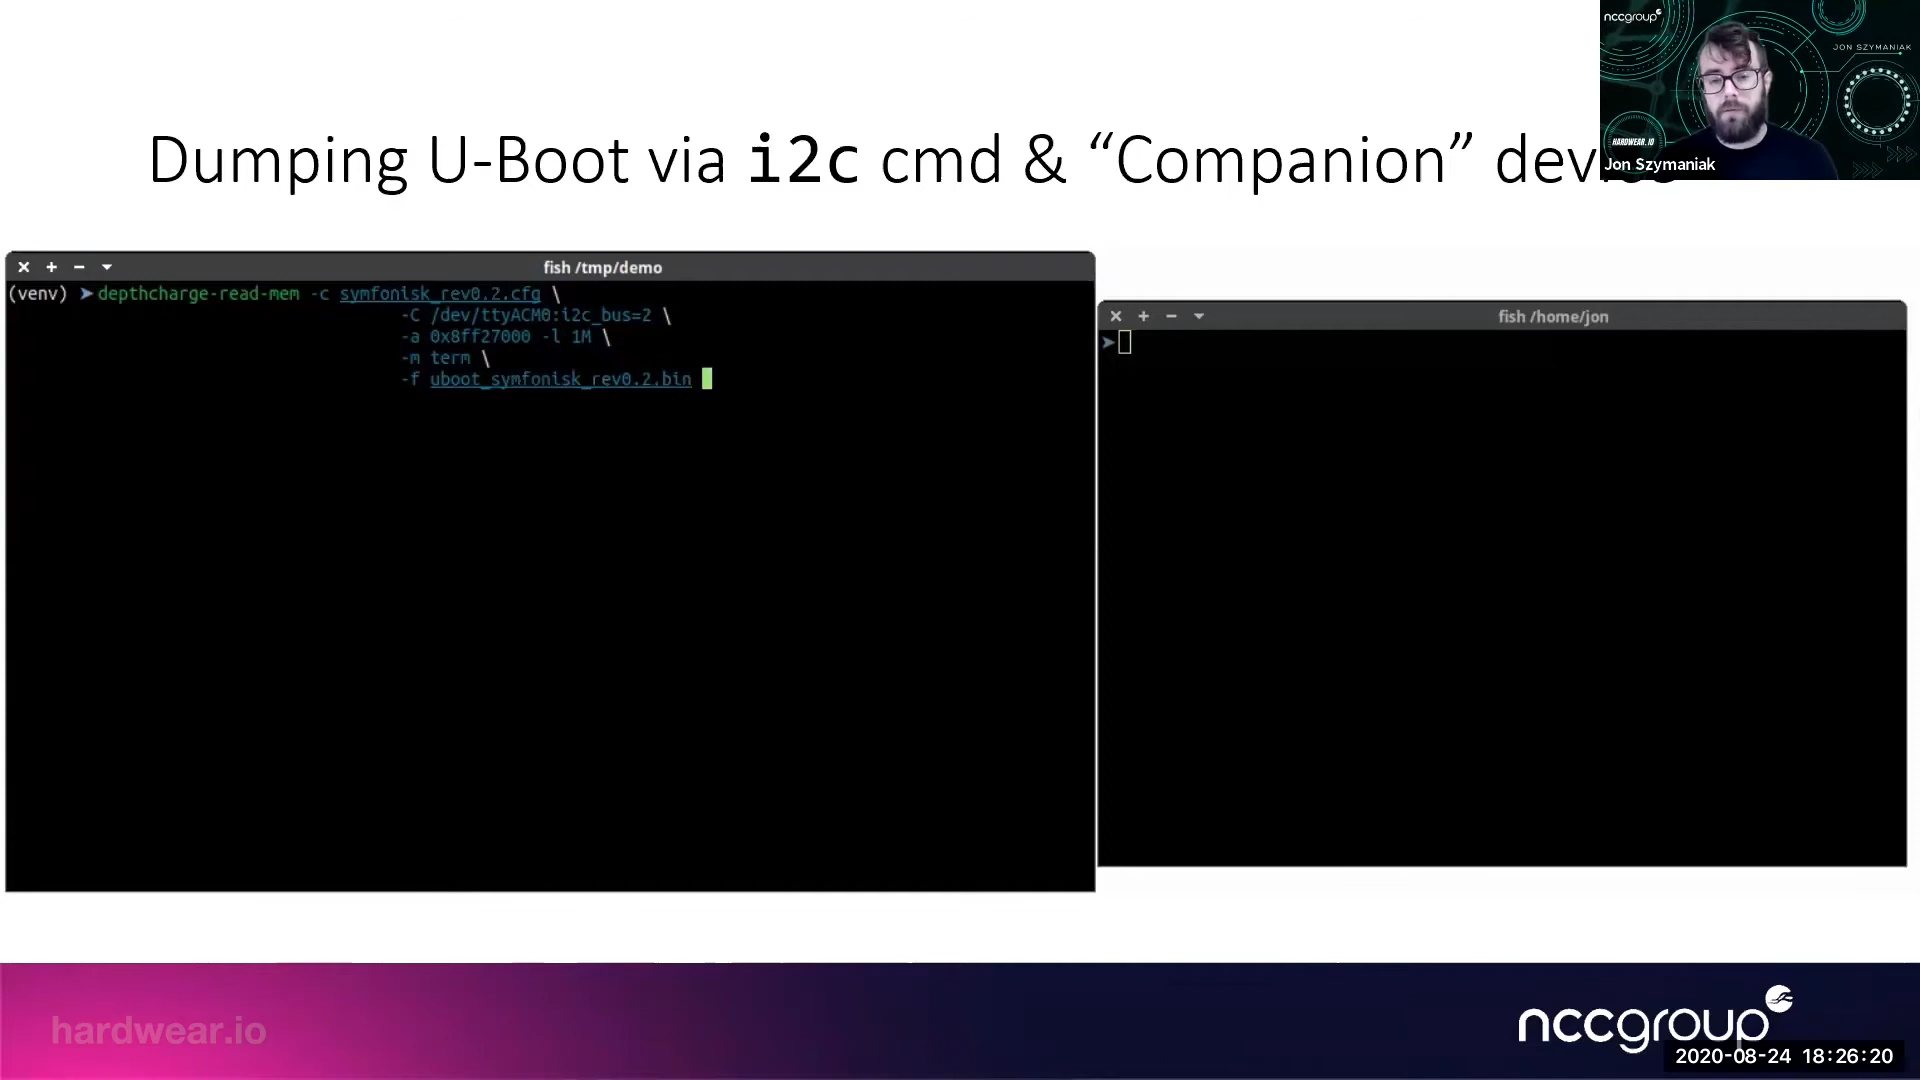 nccgroup
JON SZYMANIAK
HARDWEAR.IO
Jon Szymaniak
Dumping U-Boot via i2c cmd & “Companion”
fish /tmp/demo
(venv) ➤ depthcharge-read-mem -c symfonisk_rev0.2.cfg \
-C /dev/ttyACM0:i2c_bus=2 \
-a 0x8ff27000 -l 1M \
-m term \
-f uboot_symfonisk_rev0.2.bin
fish /home/jon
➤
hardwear.io
nccgroup
2020-08-24 18:26:20